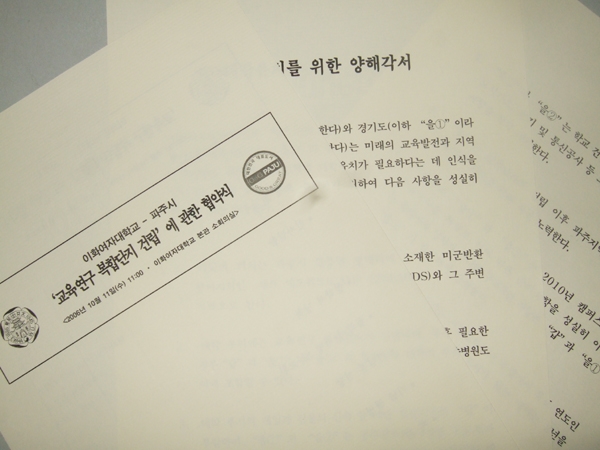 를 위한 양해각서
한다)와 경기도(이하 “을①” 이라
다)는 미래의 교육발전과 지역
유치가 필요하다는 데 인식을
하여 다음 사항을 성실히
소재한 미군반환
DS)와 그 주변
필요한
병원도
이화여자대학교 - 파주시
‘교육연구 복합단지 건립’ 에 관한 협약식
<2006년 10월 11일(수) 11:00 · 이화여자대학교 본관 소회의실>
PAJU
“을②” 는 학교 건
및 통신공사 등
한다.
이후 파주지
노력한다.
2010년 캠퍼스
을 성실히 이
“갑” 과 “을①
연도인